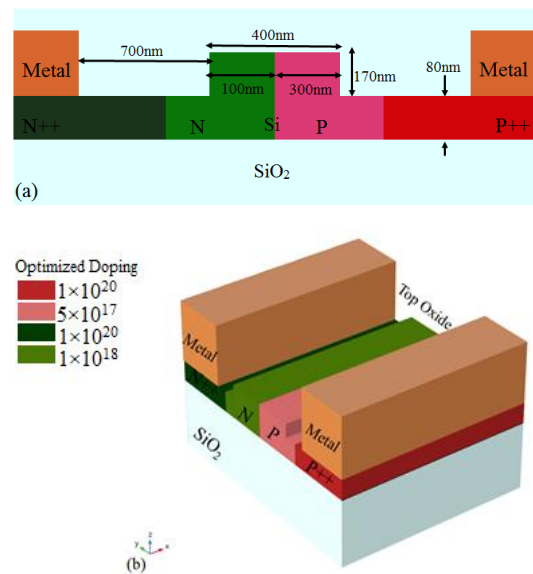 400nm
700nm
Metal
100nm
300nm
170nm
80nm
Metal
N++
N
Si
P
P++
SiO2
(a)
Optimized Doping
1×10^20
5×10^17
1×10^20
1×10^18
Top Oxide
Metal
N
P
Metal
P++
SiO2
z
y
x
(b)